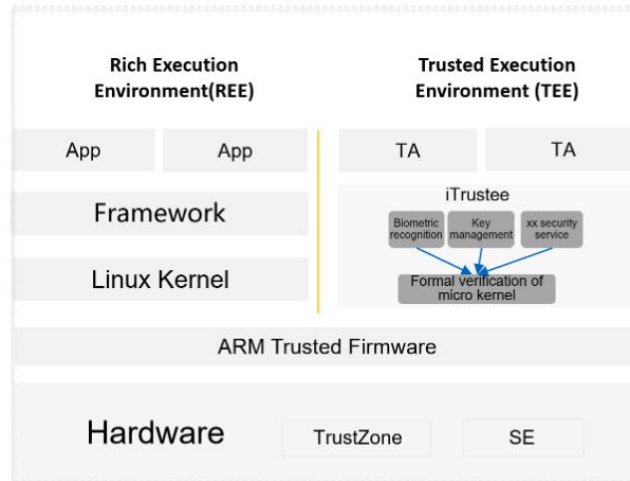 Rich Execution
Environment(REE)
Trusted Execution
Environment (TEE)
App
App
TA
TA
Framework
Linux Kernel
iTrustee
Biometric
recognition
Key
management
xx security
service
Formal verification of
micro kernel
ARM Trusted Firmware
Hardware
TrustZone
SE